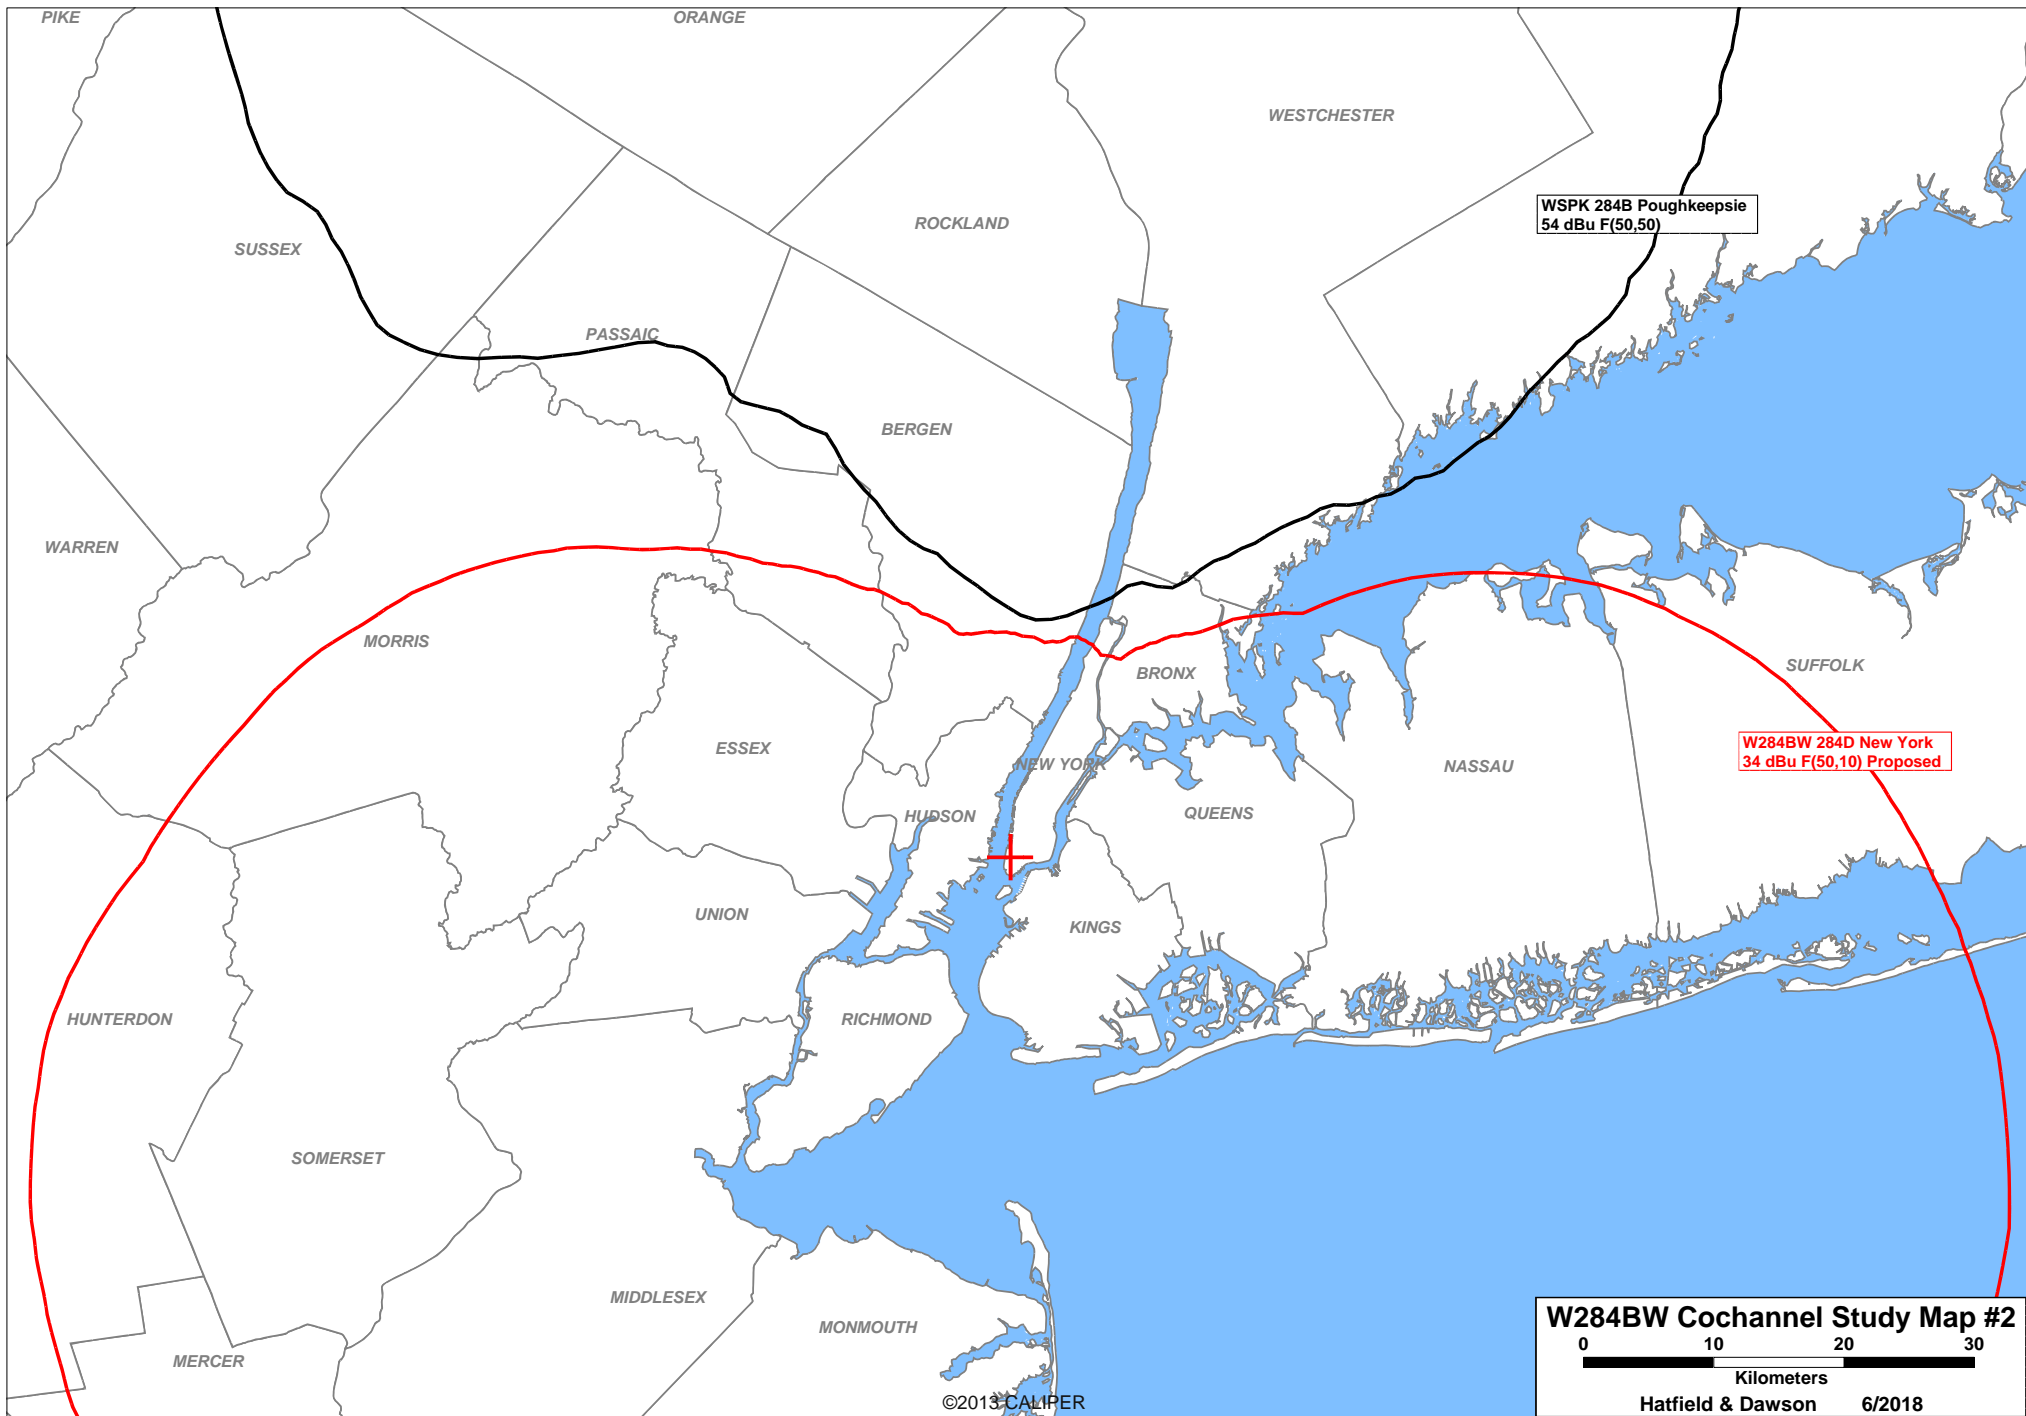 PIKE
ORANGE
WESTCHESTER
WSPK 284B Poughkeepsie
54 dBu F(50,50)
ROCKLAND
SUSSEX
PASSAIC
BERGEN
WARREN
MORRIS
SUFFOLK
BRONX
W284BW 284D New York
34 dBu F(50,10) Proposed
ESSEX
NEW YORK
NASSAU
HUDSON
QUEENS
UNION
KINGS
HUNTERDON
RICHMOND
SOMERSET
MIDDLESEX
MONMOUTH
MERCER
W284BW Cochannel Study Map #2
0 10 20 30
Kilometers
Hatfield & Dawson 6/2018
©2013 CALIPER